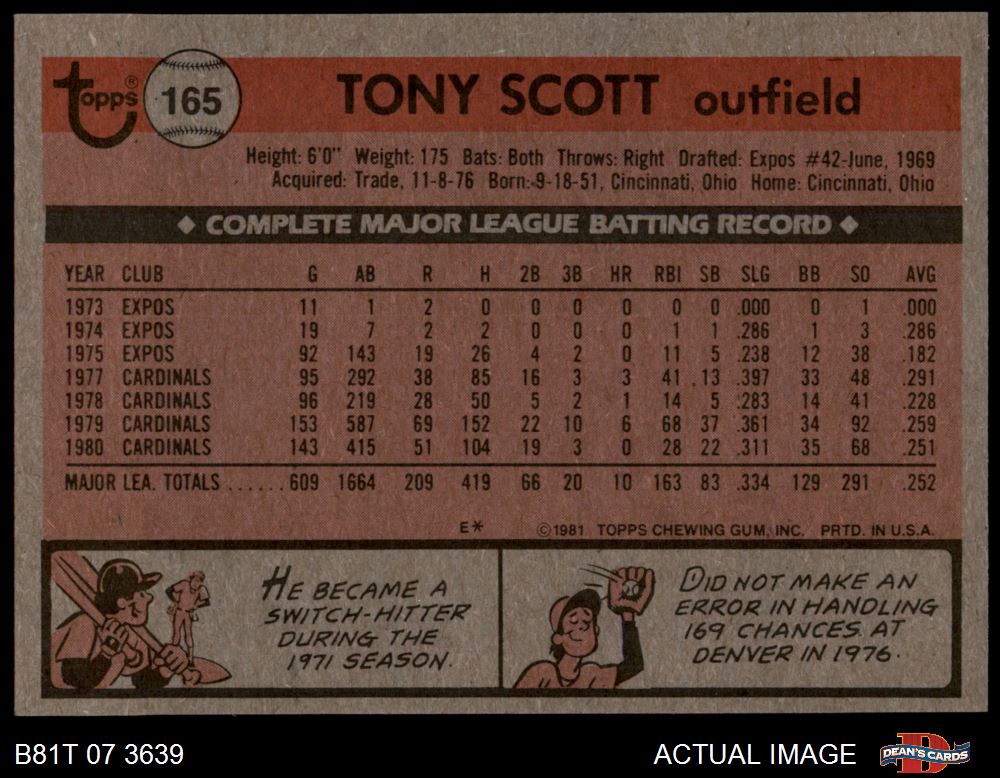 Topps® 165 TONY SCOTT outfield
Height: 6'0" Weight: 175 Bats: Both Throws: Right Drafted: Expos #42-June, 1969
Acquired: Trade, 11-8-76 Born: 9-18-51, Cincinnati, Ohio Home: Cincinnati, Ohio
◆ COMPLETE MAJOR LEAGUE BATTING RECORD ◆
YEAR CLUB G AB R H 2B 3B HR RBI SB SLG BB SO AVG
1973 EXPOS 11 1 2 0 0 0 0 0 0 .000 0 1 .000
1974 EXPOS 19 7 2 2 0 0 0 1 1 .286 1 3 .286
1975 EXPOS 92 143 19 26 4 2 0 11 5 .238 12 38 .182
1977 CARDINALS 95 292 38 85 16 3 3 41 13 .397 33 48 .291
1978 CARDINALS 96 219 28 50 5 2 1 14 5 .283 14 41 .228
1979 CARDINALS 153 587 69 152 22 10 6 68 37 .361 34 92 .259
1980 CARDINALS 143 415 51 104 19 3 0 28 22 .311 35 68 .251
MAJOR LEA. TOTALS ...... 609 1664 209 419 66 20 10 163 83 .334 129 291 .252
E* ©1981 TOPPS CHEWING GUM, INC. PRTD. IN U.S.A.
HE BECAME A
SWITCH-HITTER
DURING THE
1971 SEASON.
DID NOT MAKE AN
ERROR IN HANDLING
169 CHANCES AT
DENVER IN 1976.
B81T 07 3639 ACTUAL IMAGE DEAN'S CARDS